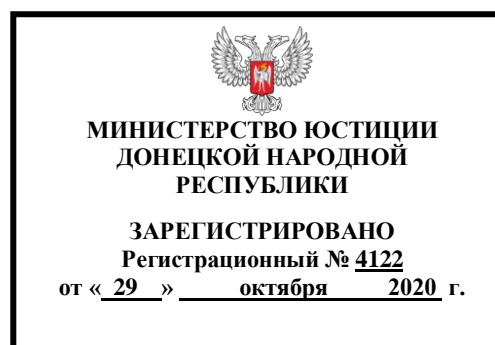 МИНИСТЕРСТВО ЮСТИЦИИ
ДОНЕЦКОЙ НАРОДНОЙ
РЕСПУБЛИКИ
ЗАРЕГИСТРИРОВАНО
Регистрационный № 4122
от « 29 » октября 2020 г.